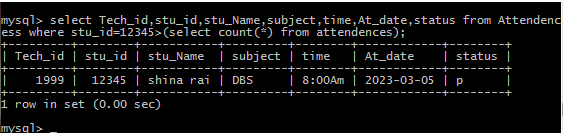 mysql> select Tech_id,stu_id,stu_Name,subject,time,At_date,status from Attendenc
ess where stu_id=12345>(select count(*) from attendences);
+---------+--------+-----------+---------+--------+------------+--------+
| Tech_id | stu_id | stu_Name | subject | time | At_date | status |
+---------+--------+-----------+---------+--------+------------+--------+
| 1999 | 12345 | shina rai | DBS | 8:00Am | 2023-03-05 | p |
+---------+--------+-----------+---------+--------+------------+--------+
1 row in set (0.00 sec)
mysql> _